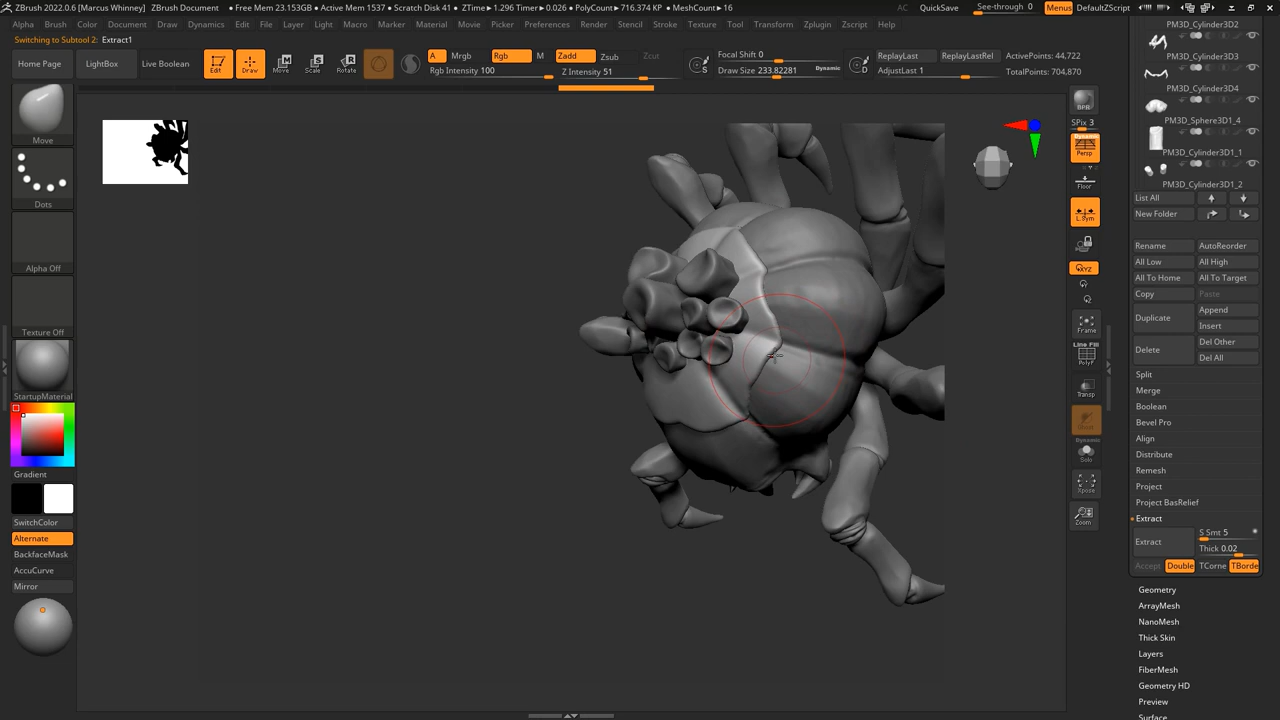 ZBrush 2022.0.6 [Marcus Whinney] ZBrush Document ● Free Mem 23.153GB ● Active Mem 1537 ● Scratch Disk 41 ● ZTime▶1.296 Timer▶0.026 ● PolyCount▶716.374 KP ● MeshCount▶16 AC QuickSave See-through 0 Menus DefaultZScript
Alpha Brush Color Document Draw Dynamics Edit File Layer Light Macro Marker Material Movie Picker Preferences Render Stencil Stroke Texture Tool Transform Zplugin Zscript Help
Switching to Subtool 2: Extract1
Home Page LightBox Live Boolean Edit Draw Move Scale Rotate
A Mrgb Rgb M Zadd Zsub Zcut
Rgb Intensity 100 Z Intensity 51
S Focal Shift 0
Draw Size 233.82281 Dynamic
D ReplayLast ReplayLastRel
AdjustLast 1
ActivePoints: 44,722
TotalPoints: 704,870
Move
Dots
Alpha Off
Texture Off
StartupMaterial
Gradient
SwitchColor
Alternate
BackfaceMask
AccuCurve
Mirror
BPR
SPix 3
Dynamic
Persp
Floor
L.Sym
XYZ
Frame
Line Fill
PolyF
Transp
Dynamic
Solo
Xpose
Zoom
PM3D_Cylinder3D2
PM3D_Cylinder3D3
PM3D_Cylinder3D4
PM3D_Sphere3D1_4
PM3D_Cylinder3D1_1
PM3D_Cylinder3D1_2
List All
New Folder
Rename AutoReorder
All Low All High
All To Home All To Target
Copy Paste
Duplicate Append
Insert
Delete Del Other
Del All
Split
Merge
Boolean
Bevel Pro
Align
Distribute
Remesh
Project
Project BasRelief
Extract
Extract S Smt 5
Thick 0.02
Accept Double TCorne TBorde
Geometry
ArrayMesh
NanoMesh
Thick Skin
Layers
FiberMesh
Geometry HD
Preview
Surface